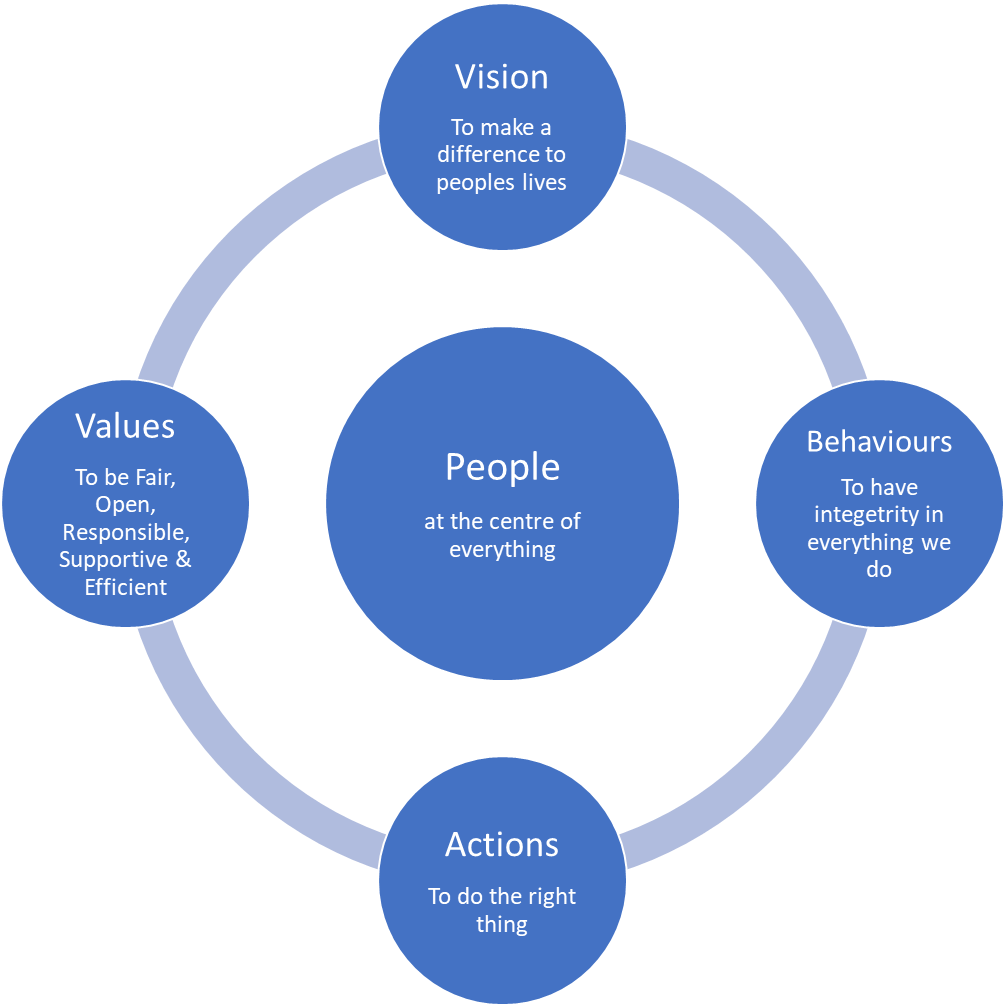 Vision
To make a
difference to
peoples lives
Values
To be Fair,
Open,
Responsible,
Supportive &
Efficient
People
at the centre of
everything
Behaviours
To have
integetrity in
everything we
do
Actions
To do the right
thing